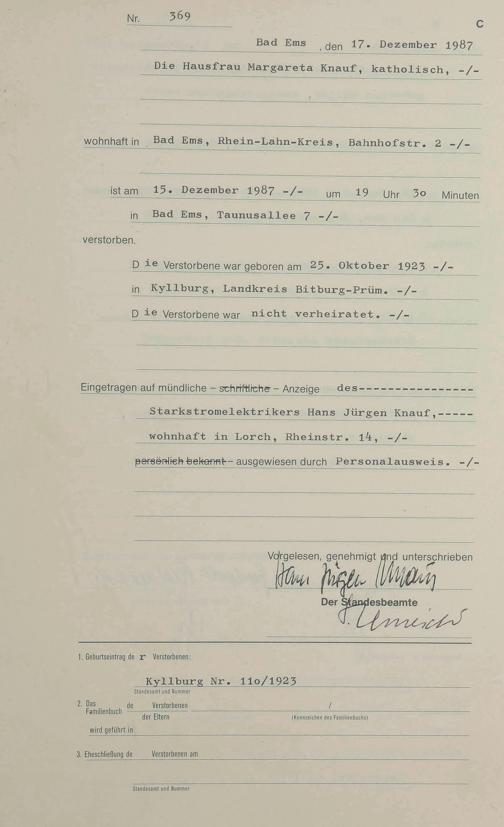 Nr. 369
C
Bad Ems, den 17. Dezember 1987
Die Hausfrau Margareta Knauf, katholisch, -/-
wohnhaft in Bad Ems, Rhein-Lahn-Kreis, Bahnhofstr. 2 -/-
ist am 15. Dezember 1987 -/- um 19 Uhr 3o Minuten
in Bad Ems, Taunusallee 7 -/-
verstorben.
Die Verstorbene war geboren am 25. Oktober 1923 -/-
in Kyllburg, Landkreis Bitburg-Prüm. -/-
Die Verstorbene war nicht verheiratet. -/-
Eingetragen auf mündliche – schriftliche – Anzeige des----------------
Starkstromelektrikers Hans Jürgen Knauf,-----
wohnhaft in Lorch, Rheinstr. 14, -/-
persönlich bekannt – ausgewiesen durch Personalausweis. -/-
Vorgelesen, genehmigt und unterschrieben
Hans Jürgen Knauf
Der Standesbeamte
1. Geburtseintrag der Verstorbenen:
Kyllburg Nr. 11o/1923
Standesamt und Nummer
2. Das Familienbuch de Verstorbenen /
der Eltern (Kennzeichen des Familienbuchs)
wird geführt in
3. Eheschließung de Verstorbenen am
Standesamt und Nummer